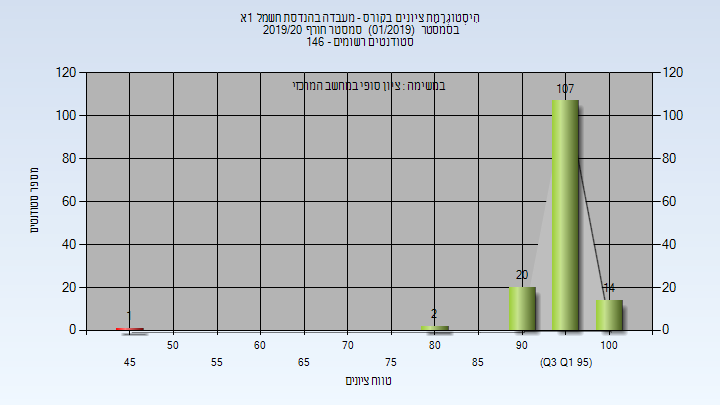 היסטוגרמת ציונים בקורס - מעבדה בהנדסת חשמל 1א
בסמסטר (01/2019) סמסטר חורף 2019/20
סטודנטים רשומים - 146
במשימה : ציון סופי במחשב המרכזי
120 120
100 100
80 80
60 60
40 40
20 20
0 0
מספר סטודנטים
1 2 20 107 14
50 60 70 80 90 100
45 55 65 75 85 (Q3 Q1 95)
טווח ציונים